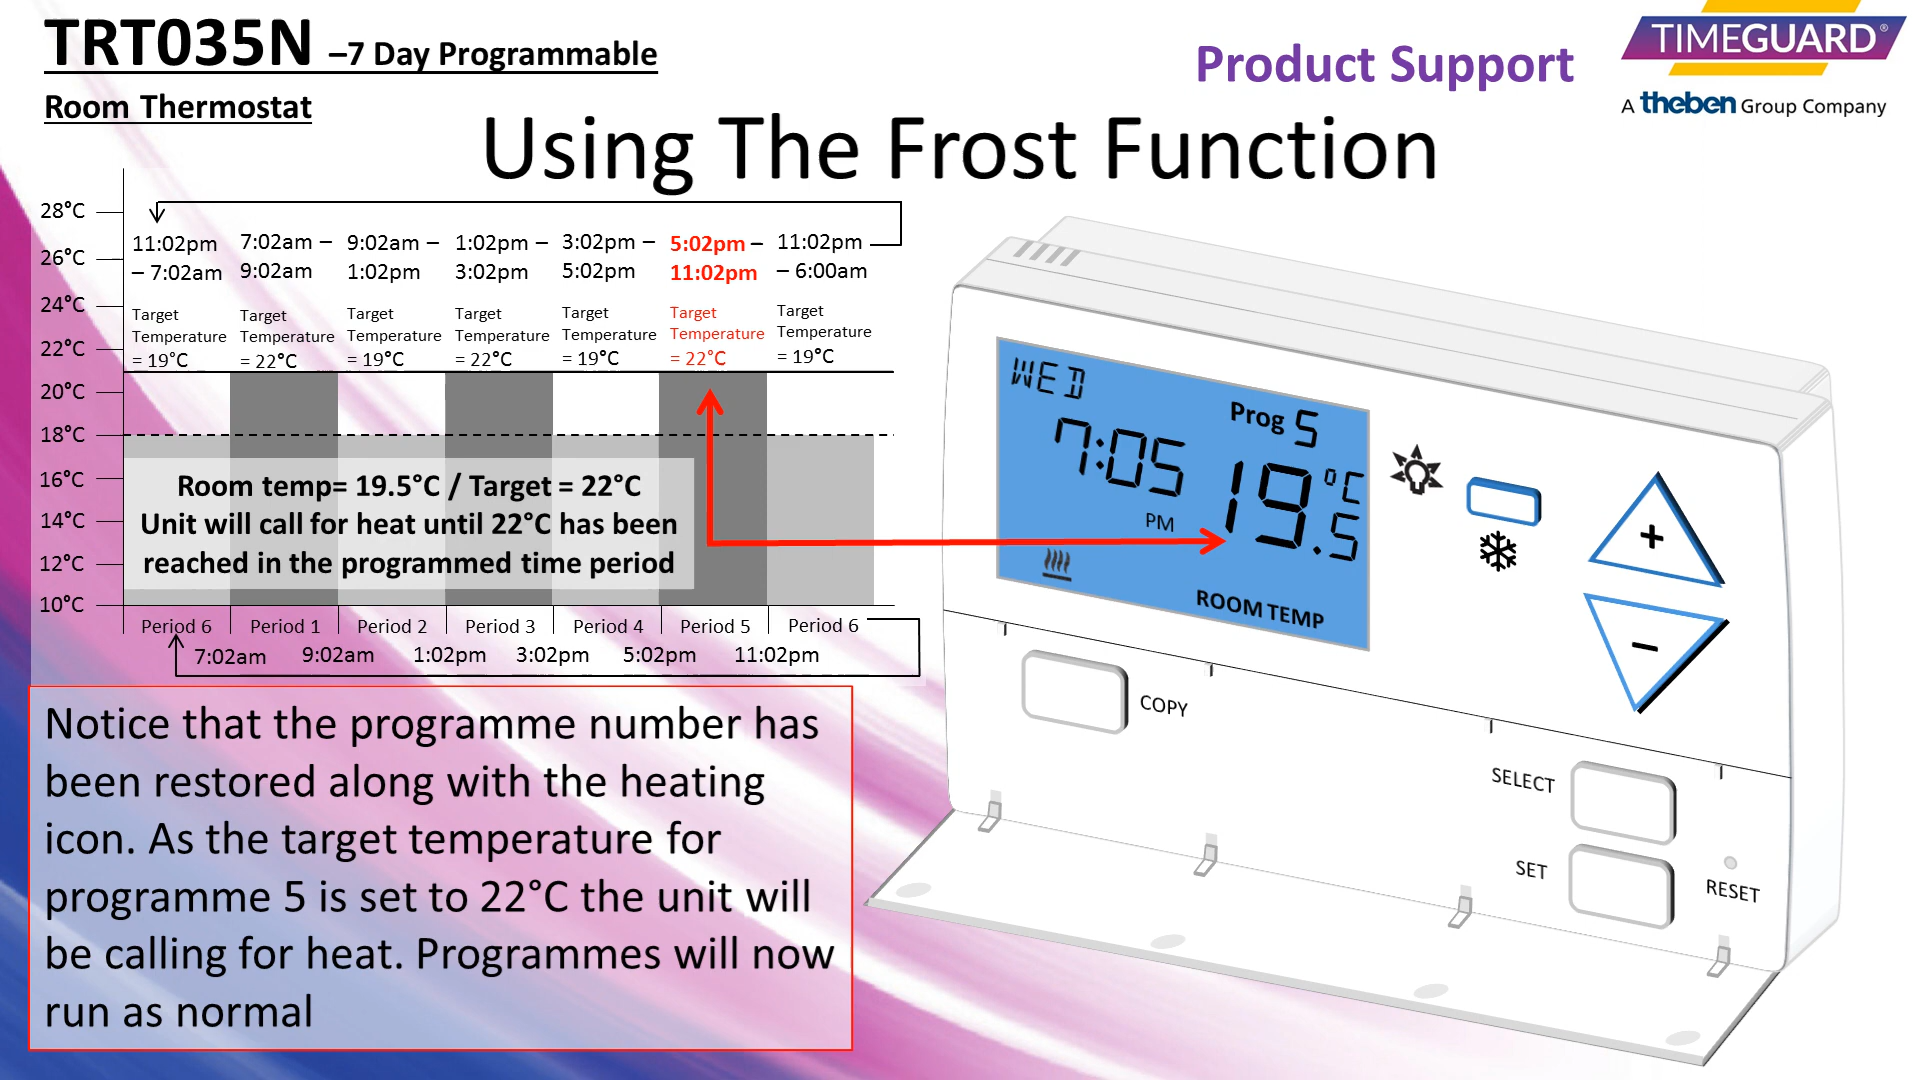 TRT035N –7 Day Programmable
Room Thermostat
Product Support
TIMEGUARD®
A theben Group Company
Using The Frost Function
28°C
26°C
24°C
22°C
20°C
18°C
16°C
14°C
12°C
10°C
11:02pm
– 7:02am
Target
Temperature
= 19°C
7:02am –
9:02am
Target
Temperature
= 22°C
9:02am –
1:02pm
Target
Temperature
= 19°C
1:02pm –
3:02pm
Target
Temperature
= 22°C
3:02pm –
5:02pm
Target
Temperature
= 19°C
5:02pm –
11:02pm
Target
Temperature
= 22°C
11:02pm
– 6:00am
Target
Temperature
= 19°C
Room temp= 19.5°C / Target = 22°C
Unit will call for heat until 22°C has been
reached in the programmed time period
Period 6 Period 1 Period 2 Period 3 Period 4 Period 5 Period 6
7:02am 9:02am 1:02pm 3:02pm 5:02pm 11:02pm
Notice that the programme number has
been restored along with the heating
icon. As the target temperature for
programme 5 is set to 22°C the unit will
be calling for heat. Programmes will now
run as normal
WED
Prog 5
7:05 PM
19.5°C
ROOM TEMP
+
–
COPY
SELECT
SET
RESET